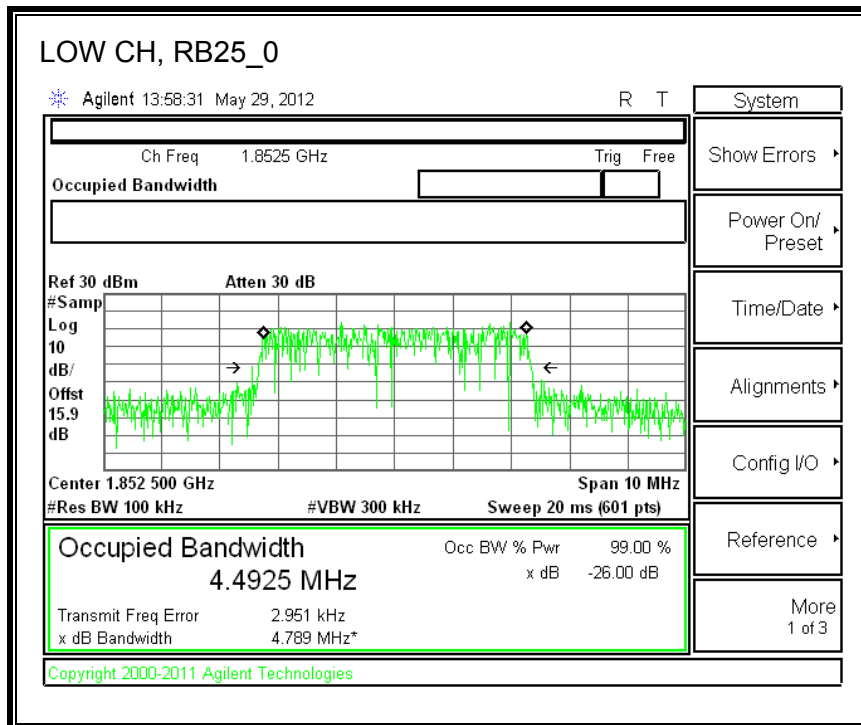 LOW CH, RB25_0
Agilent 13:58:31 May 29, 2012 R T
System
Ch Freq 1.8525 GHz Trig Free
Occupied Bandwidth
Show Errors
Power On/
Preset
Time/Date
Alignments
Config I/O
Reference
More
1 of 3
Ref 30 dBm Atten 30 dB
#Samp
Log
10
dB/
Offst
15.9
dB
Center 1.852 500 GHz Span 10 MHz
#Res BW 100 kHz #VBW 300 kHz Sweep 20 ms (601 pts)
Occupied Bandwidth
4.4925 MHz
Occ BW % Pwr 99.00 %
x dB -26.00 dB
Transmit Freq Error 2.951 kHz
x dB Bandwidth 4.789 MHz*
Copyright 2000-2011 Agilent Technologies